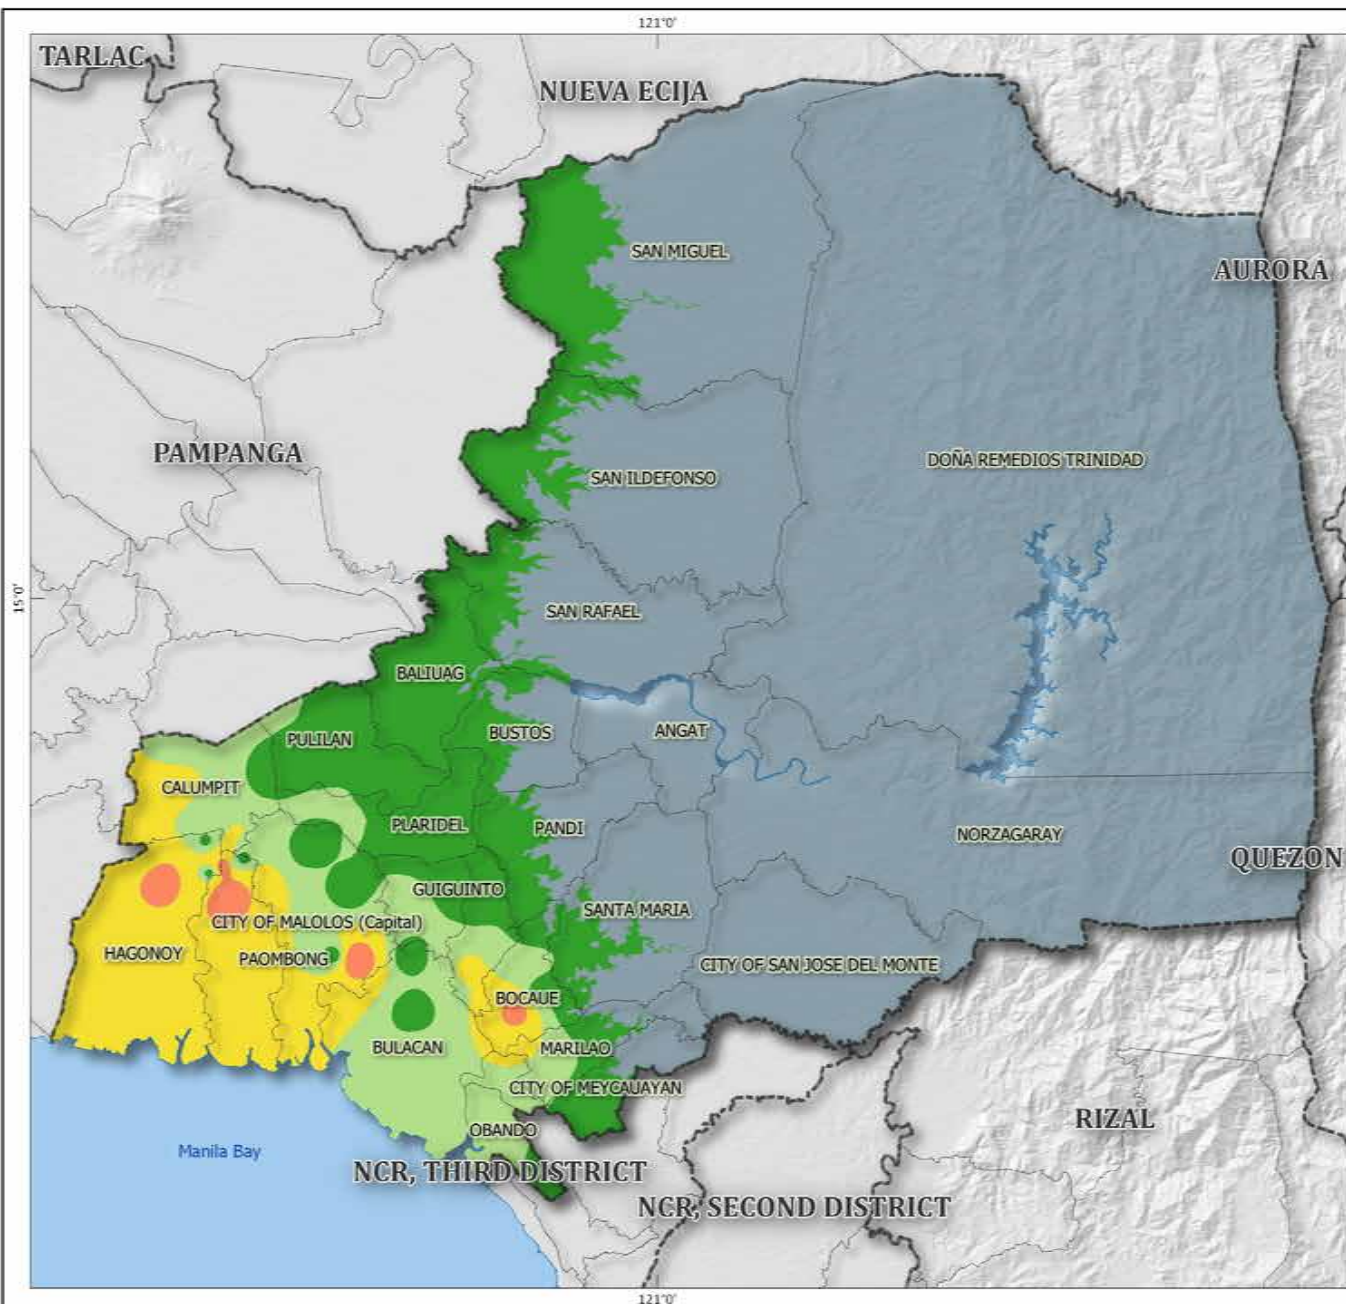 121°0'
TARLAC
NUEVA ECIJA
SAN MIGUEL
AURORA
PAMPANGA
DOÑA REMEDIOS TRINIDAD
SAN ILDEFONSO
15°0'
SAN RAFAEL
BALIUAG
PULILAN
BUSTOS
ANGAT
CALUMPIT
PLARIDEL
PANDI
NORZAGARAY
QUEZON
GUIGUINTO
SANTA MARIA
CITY OF MALOLOS (Capital)
HAGONOY
PAOMBONG
CITY OF SAN JOSE DEL MONTE
BOCAUE
BULACAN
MARILAO
CITY OF MEYCAUAYAN
OBANDO
RIZAL
Manila Bay
NCR, THIRD DISTRICT
NCR, SECOND DISTRICT
121°0'